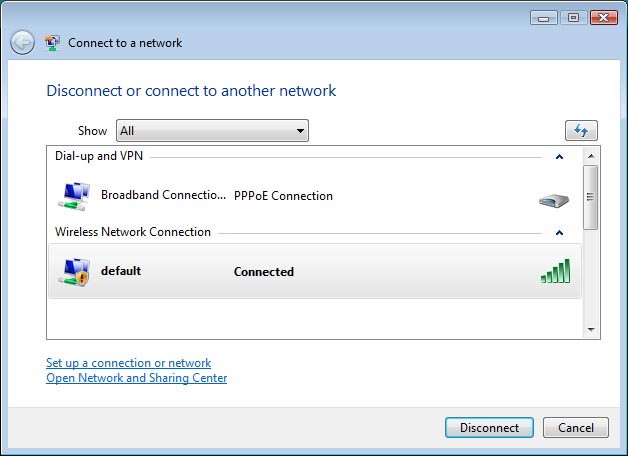 Connect to a network
Disconnect or connect to another network
Show All
Dial-up and VPN
Broadband Connectio... PPPoE Connection
Wireless Network Connection
default Connected
Set up a connection or network
Open Network and Sharing Center
Disconnect Cancel